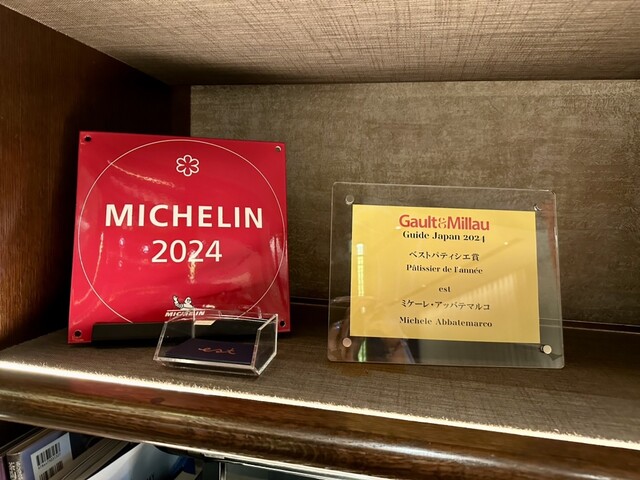 MICHELIN
2024
MICHELIN
est
Gault&Millau
Guide Japan 2024
ベストパティシエ賞
Pâtissier de l'année
est
ミケーレ・アッバテマルコ
Michele Abbatemarco